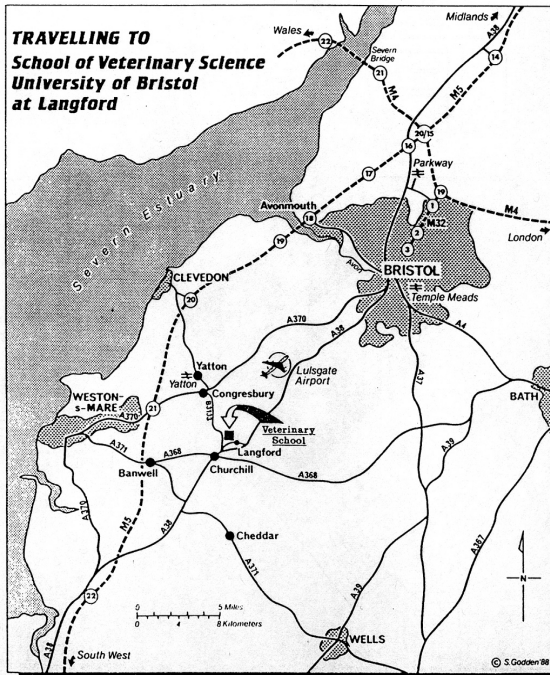 TRAVELLING TO
School of Veterinary Science
University of Bristol
at Langford
Wales
Midlands
A38
22
Severn
Bridge
21
M4
M5
14
20/15
16
Parkway
17
19
1
M32
M4
2
3
London
Avonmouth
18
19
Avon
BRISTOL
Severn Estuary
CLEVEDON
20
Temple Meads
A370
A38
A4
Yatton
Yatton
Lulsgate
Airport
A37
Congresbury
BATH
WESTON-
s-MARE
A370
21
B3133
Veterinary
School
A39
A371
A368
Langford
Banwell
Churchill
A368
A370
M5
A38
Cheddar
A367
A371
A39
N
22
0
5 Miles
0
4
8 Kilometers
WELLS
A38
South West
© S.Godden'88